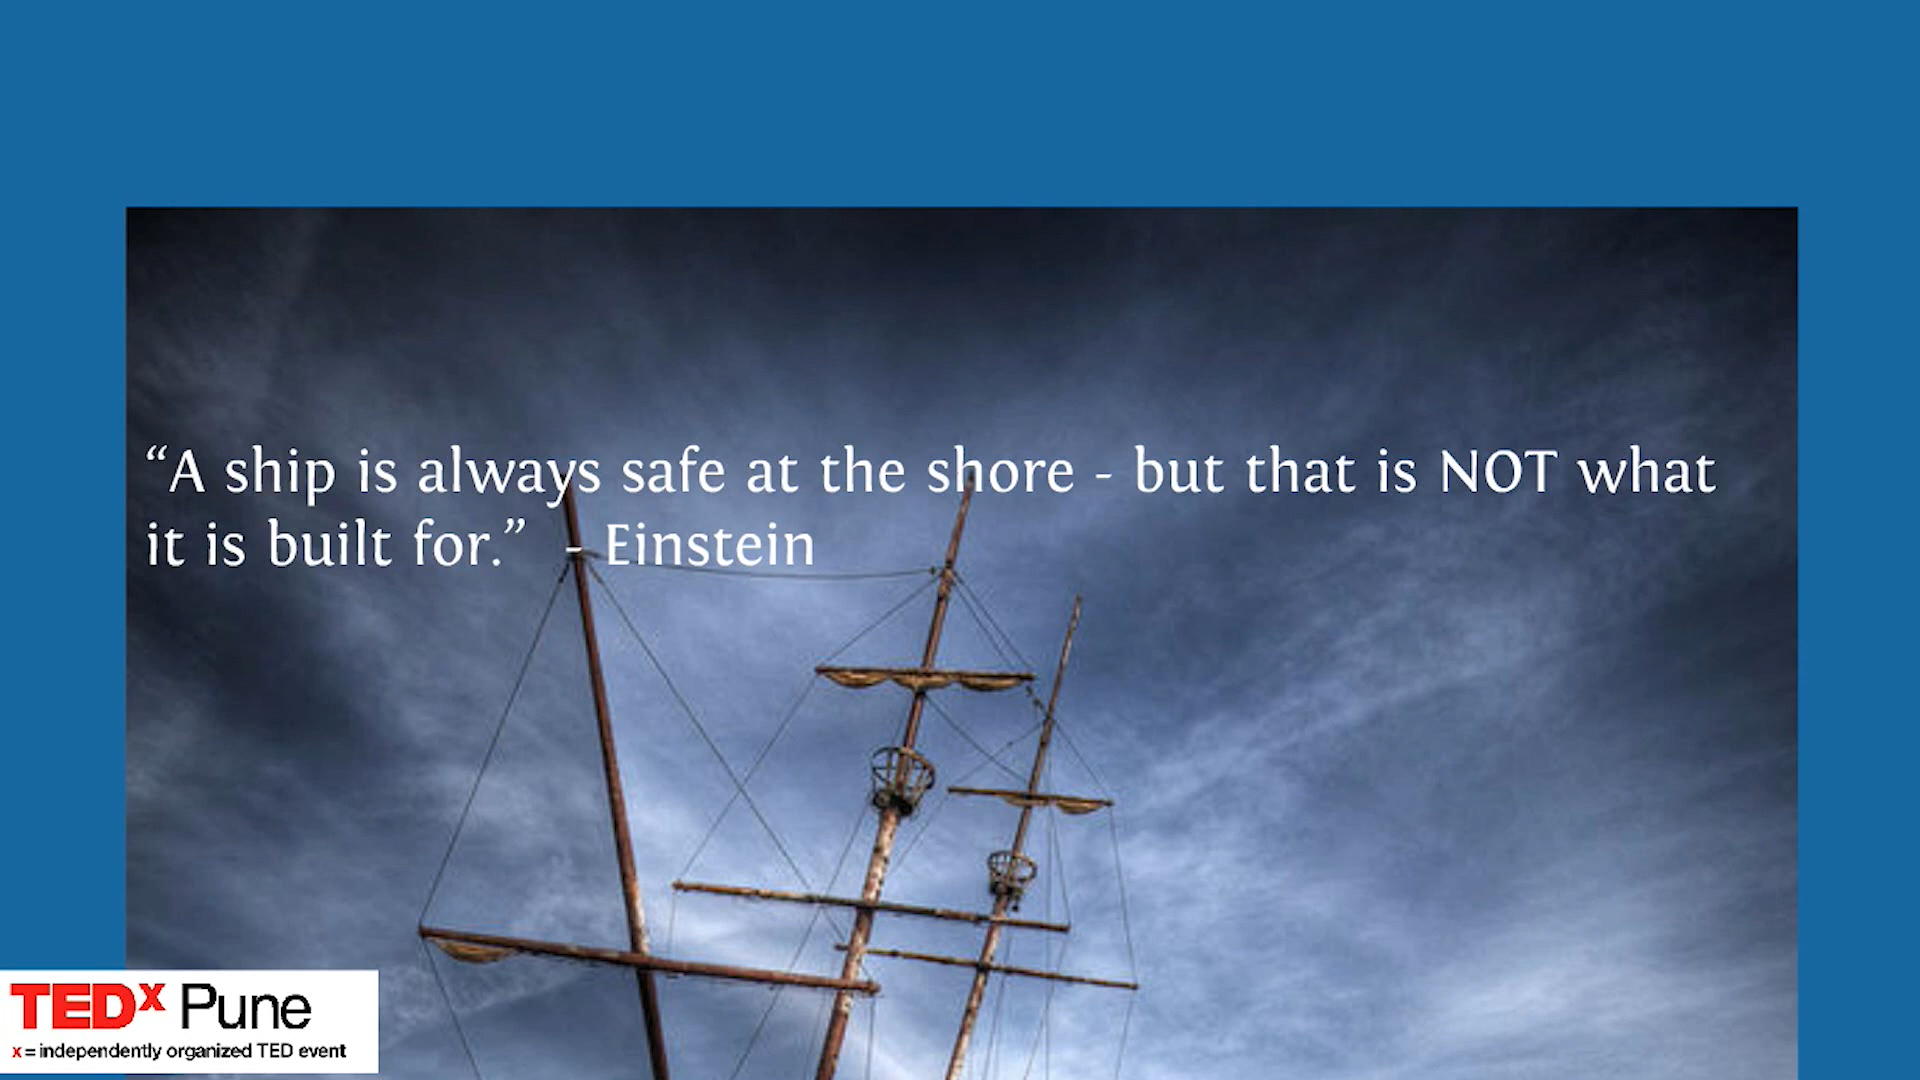 “A ship is always safe at the shore - but that is NOT what
it is built for.” - Einstein
TEDx Pune
x = independently organized TED event